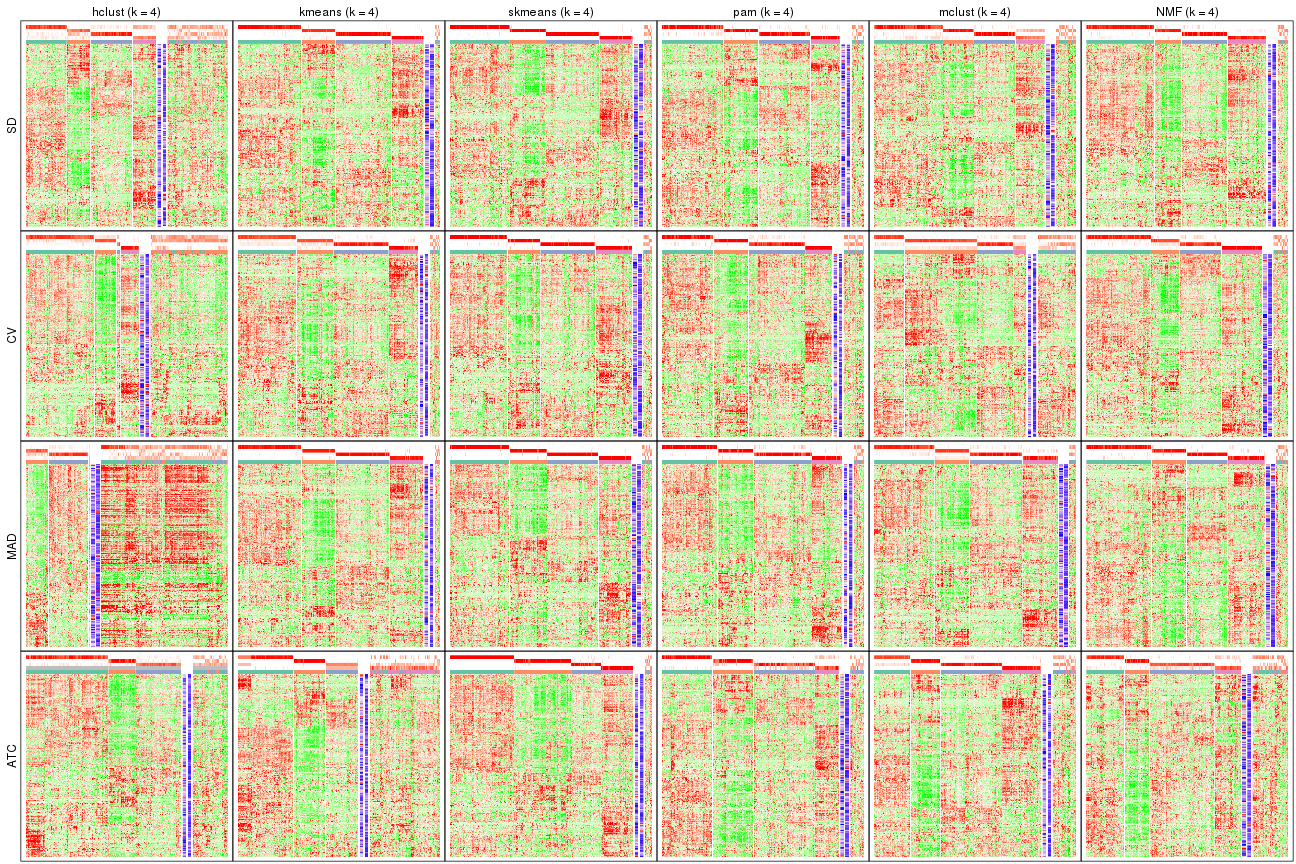 hclust (k = 4)
kmeans (k = 4)
skmeans (k = 4)
pam (k = 4)
mclust (k = 4)
NMF (k = 4)
SD
CV
MAD
ATC